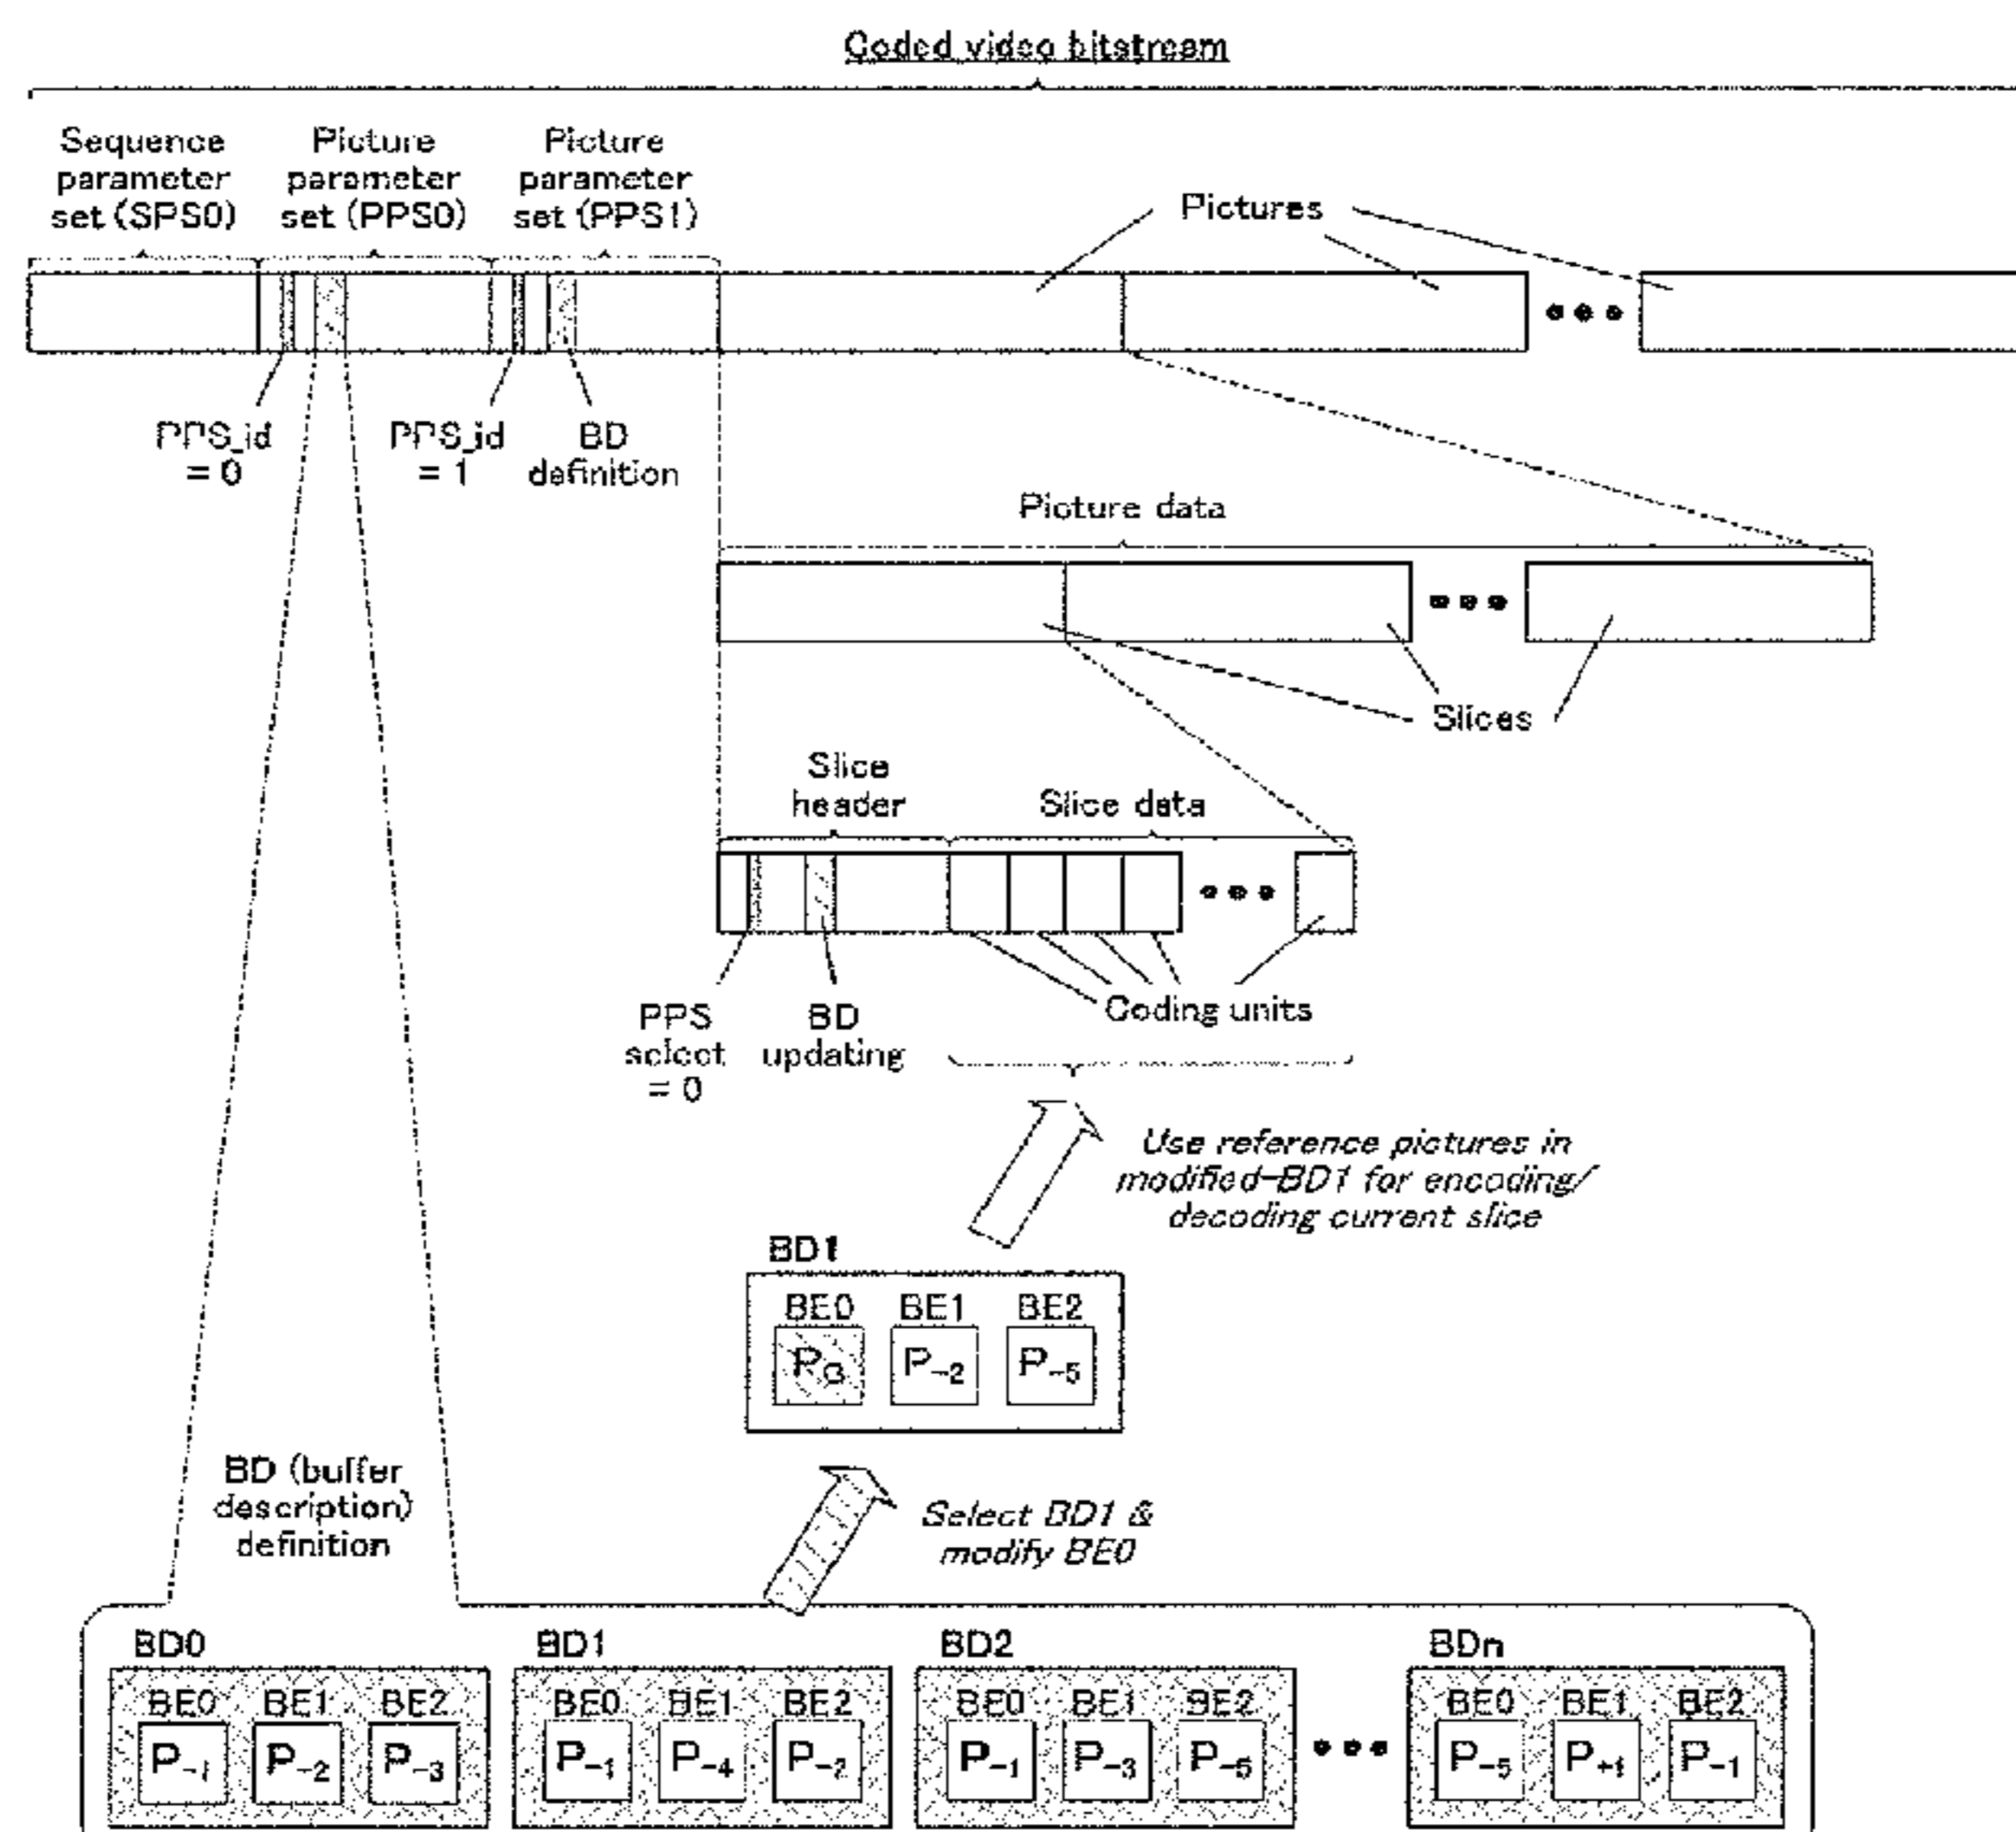 Coded video bitstream
Sequence parameter set (SPS0)
Picture parameter set (PPS0)
Picture parameter set (PPS1)
Pictures
PPS_id = 0
PPS_id = 1
BD definition
Picture data
Slices
Slice header
Slice data
PPS select = 0
BD updating
Coding units
Use reference pictures in
modified-BD1 for encoding/
decoding current slice
BD1
BE0 BE1 BE2
P₋₂ P₋₅
BD (buffer
description)
definition
Select BD1 &
modify BE0
BD0 BD1 BD2 BDn
BE0 BE1 BE2 BE0 BE1 BE2 BE0 BE1 BE2 BE0 BE1 BE2
P₋₁ P₋₂ P₋₃ P₋₁ P₋₄ P₋₂ P₋₁ P₋₃ P₋₅ P₋₅ P₊₁ P₋₁